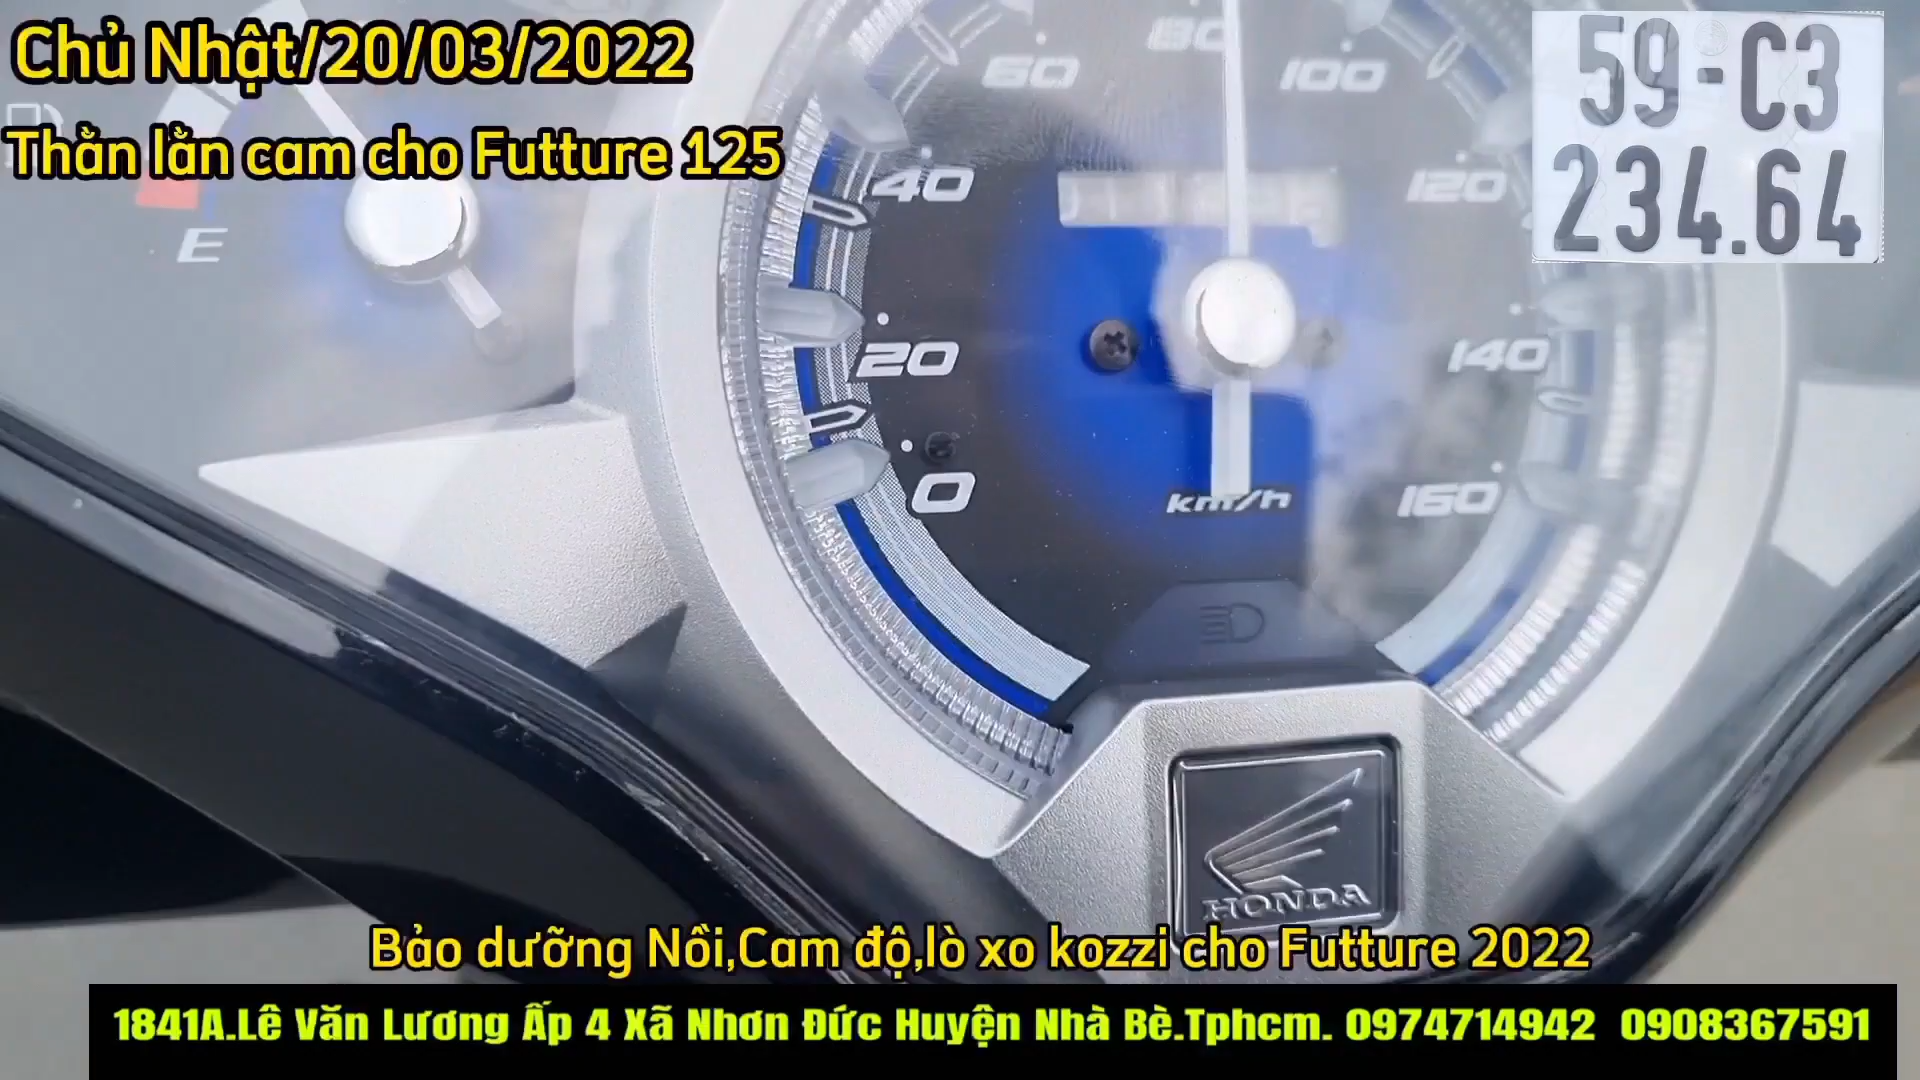 Chủ Nhật/20/03/2022
59-C3
234.64
Thằn lằn cam cho Futture 125
E
0
20
40
60
80
100
120
140
160
km/h
HONDA
Bảo dưỡng Nồi,Cam độ,lò xo kozzi cho Futture 2022
1841A.Lê Văn Lương Ấp 4 Xã Nhơn Đức Huyện Nhà Bè.Tphcm. 0974714942 0908367591